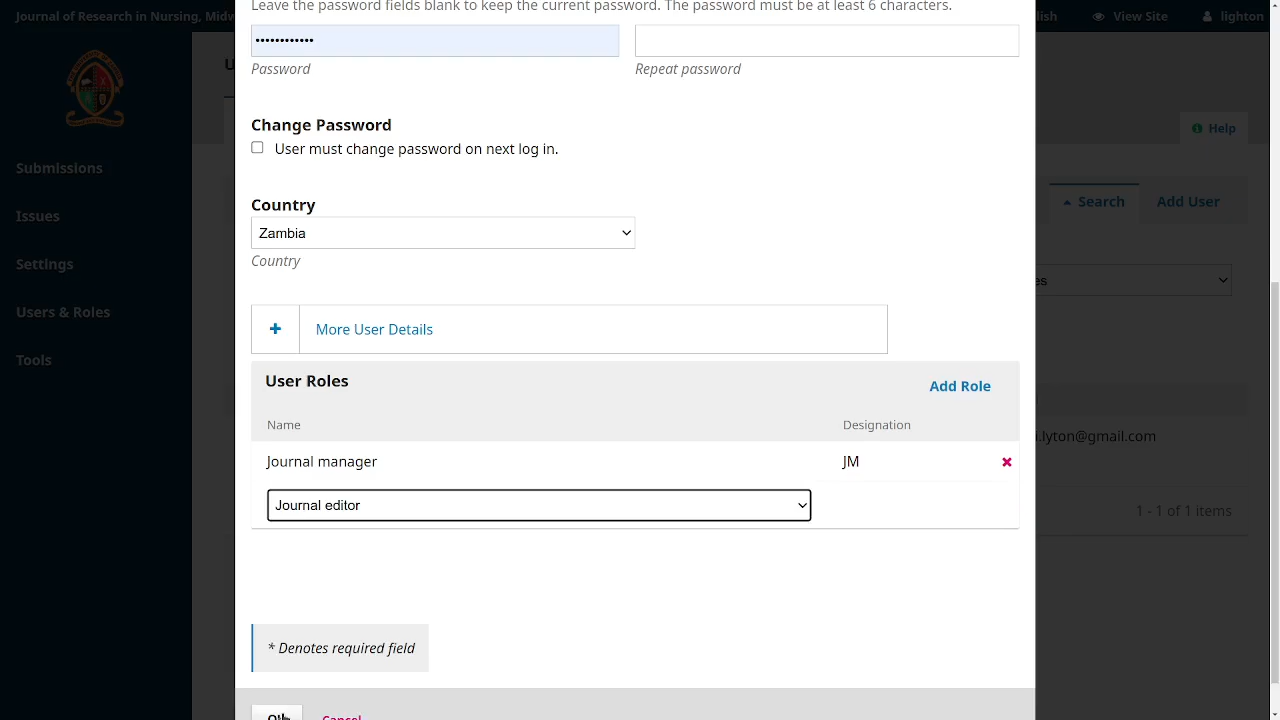 Leave the password fields blank to keep the current password. The password must be at least 6 characters.
Journal of Research in Nursing,
View Site
lighton
Password
Repeat password
Change Password
User must change password on next log in.
Help
Submissions
Issues
Settings
Users & Roles
Tools
Country
Zambia
Country
Search
Add User
More User Details
User Roles
Add Role
Name
Designation
Journal manager
JM
Journal editor
.lyton@gmail.com
1 - 1 of 1 items
* Denotes required field
Cancel